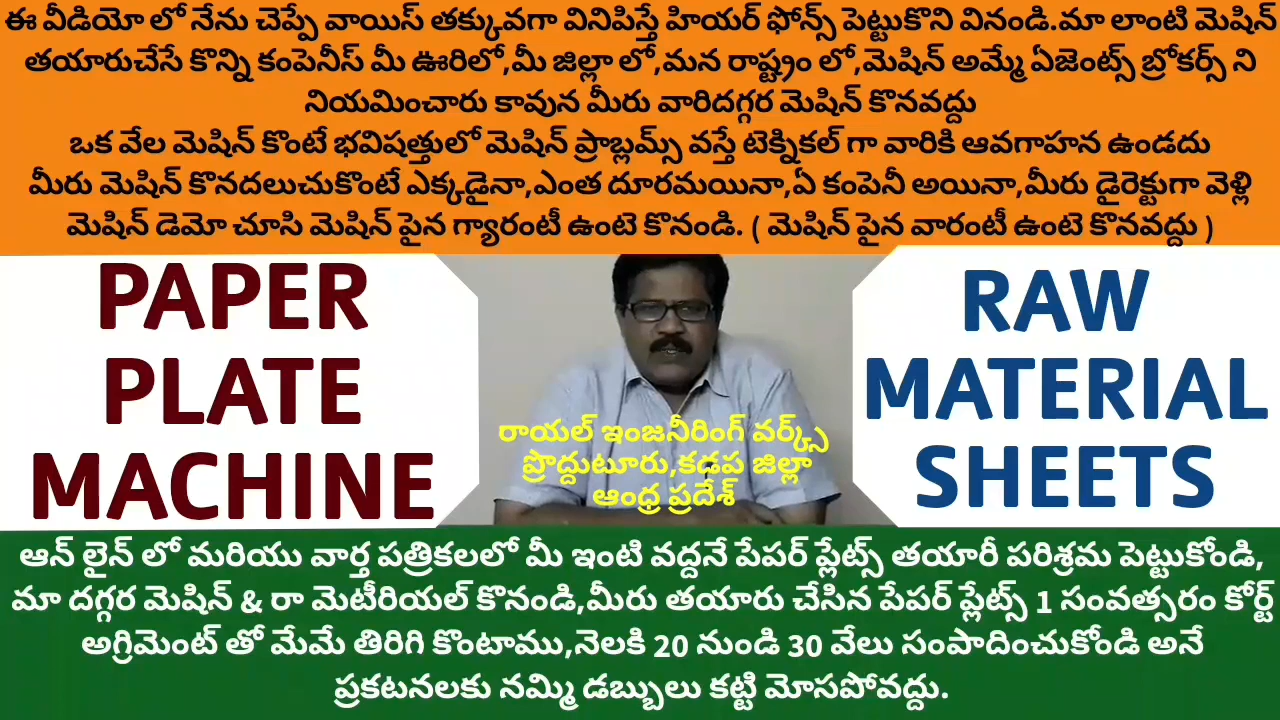 ఈ వీడియో లో నేను చెప్పే వాయిస్ తక్కువగా వినిపిస్తే హియర్ ఫోన్స్ పెట్టుకొని వినండి.మా లాంటి మెషిన్
తయారుచేసే కొన్ని కంపెనీస్ మీ ఊరిలో,మీ జిల్లా లో,మన రాష్ట్రం లో,మెషిన్ అమ్మే ఏజెంట్స్ బ్రోకర్స్ ని
నియమించారు కావున మీరు వారిదగ్గర మెషిన్ కొనవద్దు
ఒక వేల మెషిన్ కొంటే భవిషత్తులో మెషిన్ ప్రాబ్లమ్స్ వస్తే టెక్నికల్ గా వారికి ఆవగాహన ఉండదు
మీరు మెషిన్ కొనదలుచుకొంటే ఎక్కడైనా,ఎంత దూరమయినా,ఏ కంపెనీ అయినా,మీరు డైరెక్టుగా వెళ్లి
మెషిన్ డెమో చూసి మెషిన్ పైన గ్యారంటీ ఉంటె కొనండి. ( మెషిన్ పైన వారంటీ ఉంటె కొనవద్దు )
PAPER
PLATE
MACHINE
రాయల్ ఇంజనీరింగ్ వర్క్స్
ప్రొద్దుటూరు,కడప జిల్లా
ఆంధ్ర ప్రదేశ్
RAW
MATERIAL
SHEETS
ఆన్ లైన్ లో మరియు వార్త పత్రికలలో మీ ఇంటి వద్దనే పేపర్ ప్లేట్స్ తయారీ పరిశ్రమ పెట్టుకోండి,
మా దగ్గర మెషిన్ & రా మెటీరియల్ కొనండి,మీరు తయారు చేసిన పేపర్ ప్లేట్స్ 1 సంవత్సరం కోర్ట్
అగ్రిమెంట్ తో మేమే తిరిగి కొంటాము,నెలకి 20 నుండి 30 వేలు సంపాదించుకోండి అనే
ప్రకటనలకు నమ్మి డబ్బులు కట్టి మోసపోవద్దు.